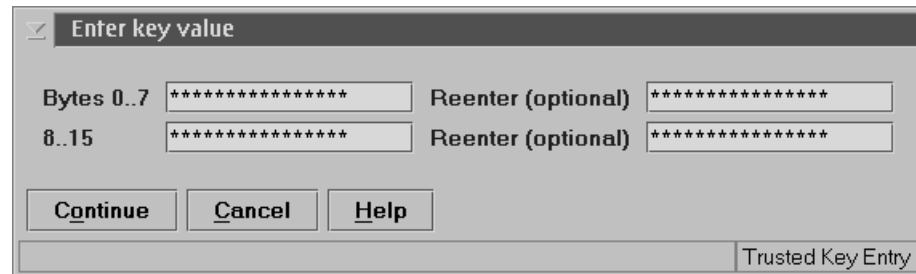 Enter key value
Bytes 0..7 **************** Reenter (optional) ****************
8..15 **************** Reenter (optional) ****************
Continue Cancel Help
Trusted Key Entry